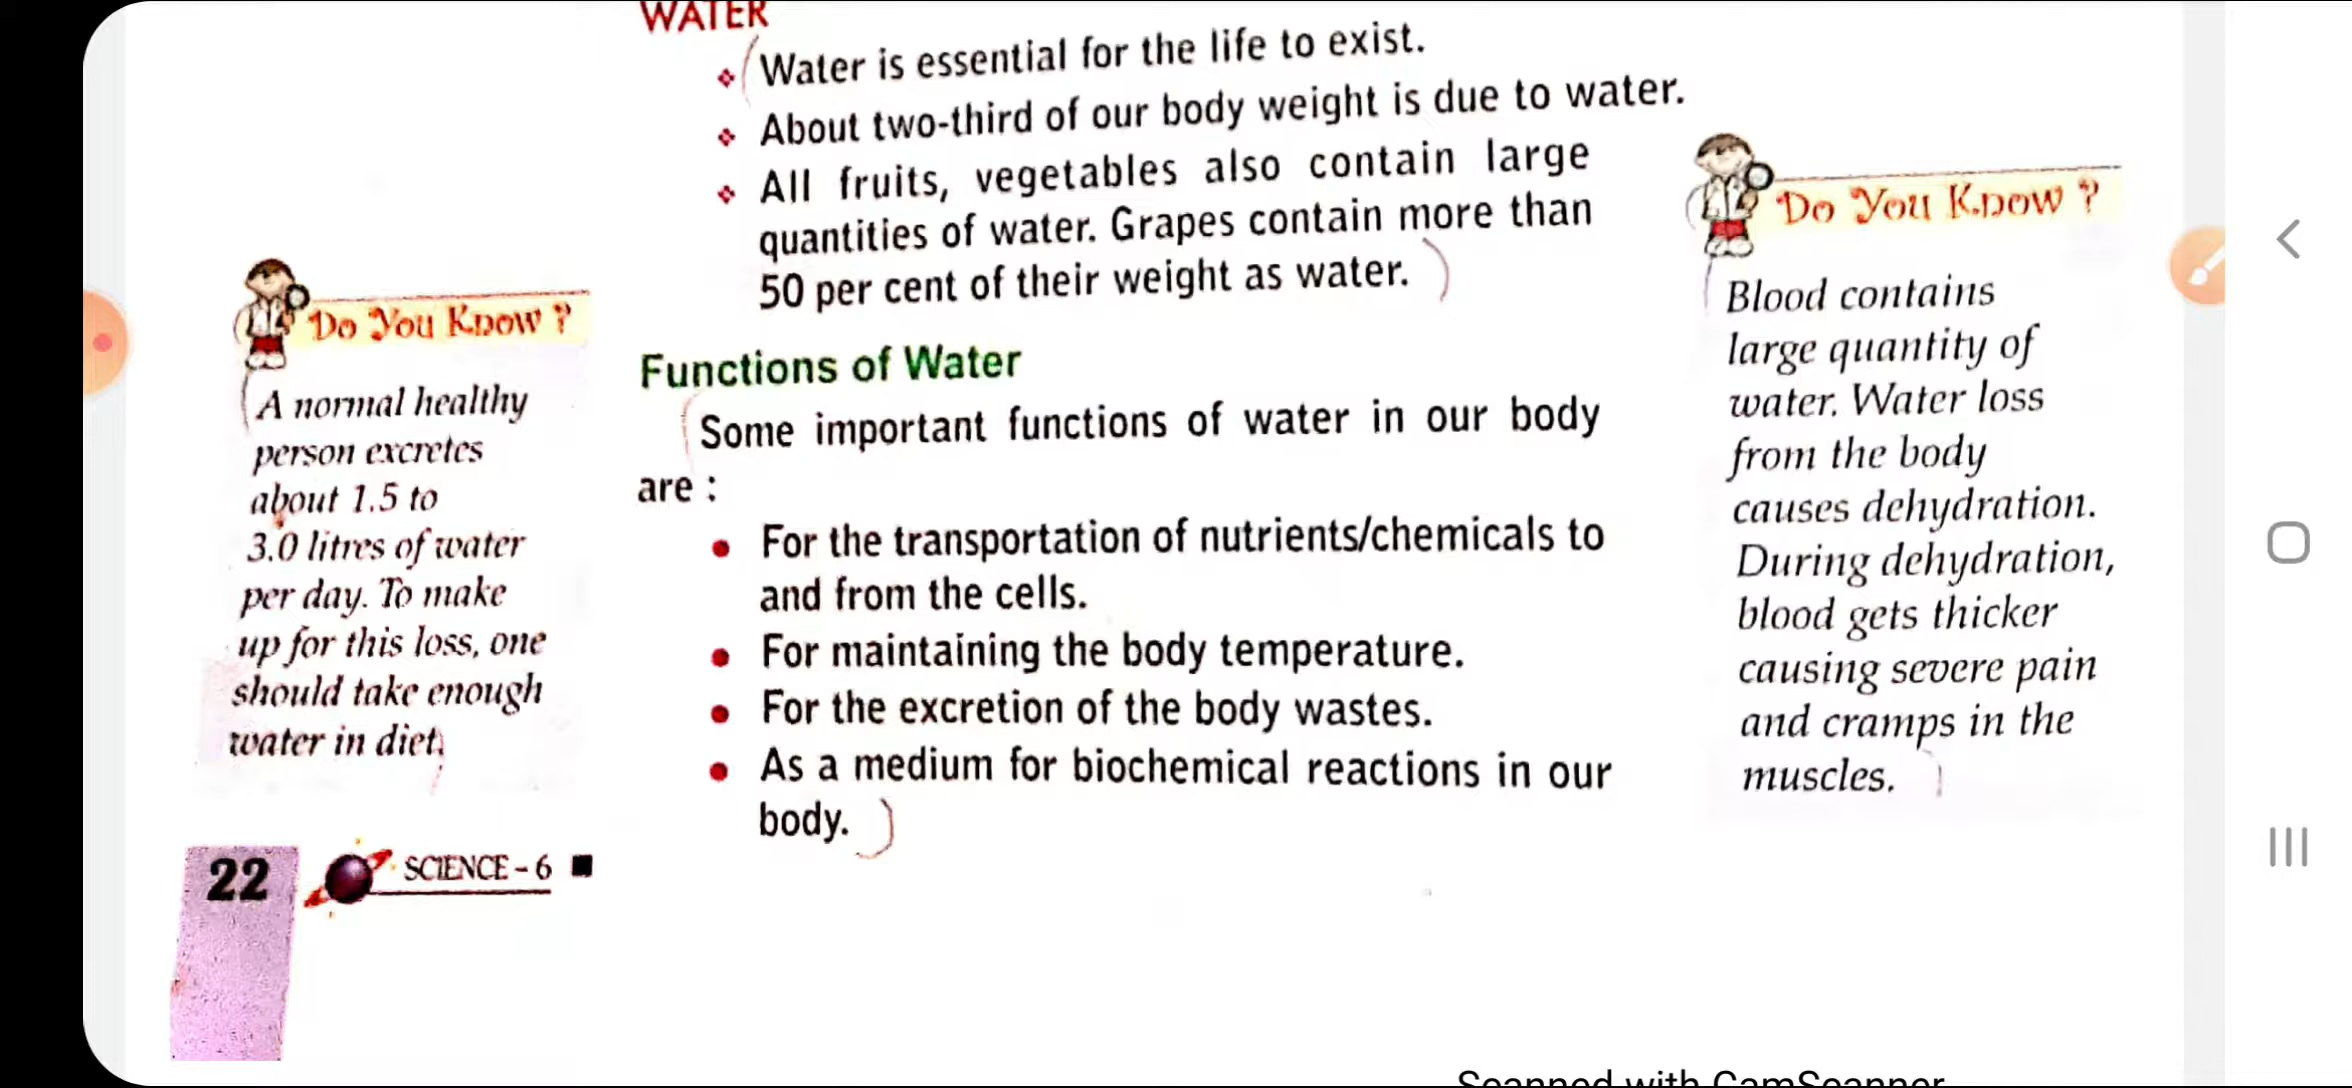 WATER
❖ Water is essential for the life to exist.
❖ About two-third of our body weight is due to water.
❖ All fruits, vegetables also contain large
quantities of water. Grapes contain more than
50 per cent of their weight as water.
Do You Know ?
A normal healthy
person excretes
about 1.5 to
3.0 litres of water
per day. To make
up for this loss, one
should take enough
water in diet.
Functions of Water
Some important functions of water in our body
are :
• For the transportation of nutrients/chemicals to
and from the cells.
• For maintaining the body temperature.
• For the excretion of the body wastes.
• As a medium for biochemical reactions in our
body.
Do You Know ?
Blood contains
large quantity of
water. Water loss
from the body
causes dehydration.
During dehydration,
blood gets thicker
causing severe pain
and cramps in the
muscles.
22 SCIENCE – 6
Scanned with CamScanner